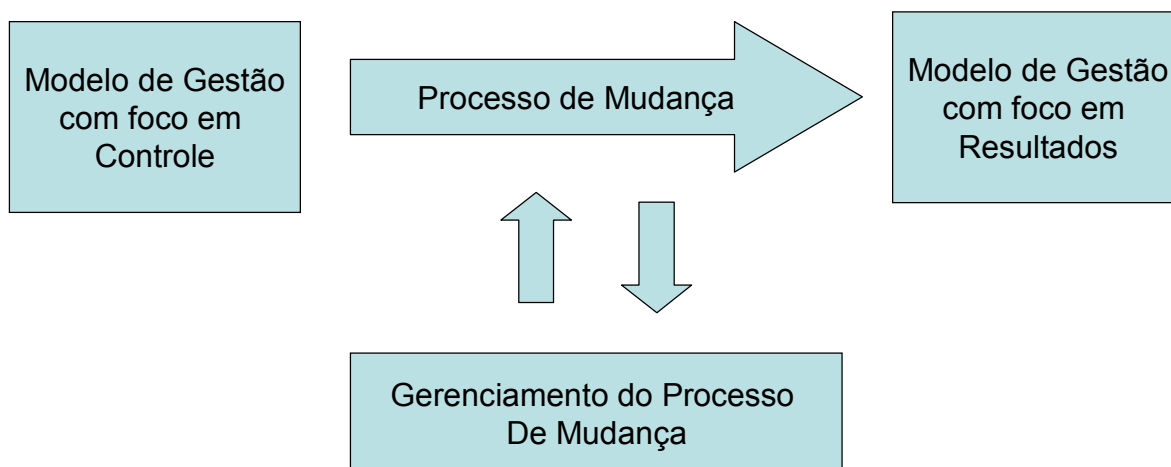 Modelo de Gestão
com foco em
Controle
Processo de Mudança
Modelo de Gestão
com foco em
Resultados
Gerenciamento do Processo
De Mudança